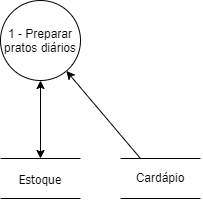 1 - Preparar
pratos diários
Estoque
Cardápio